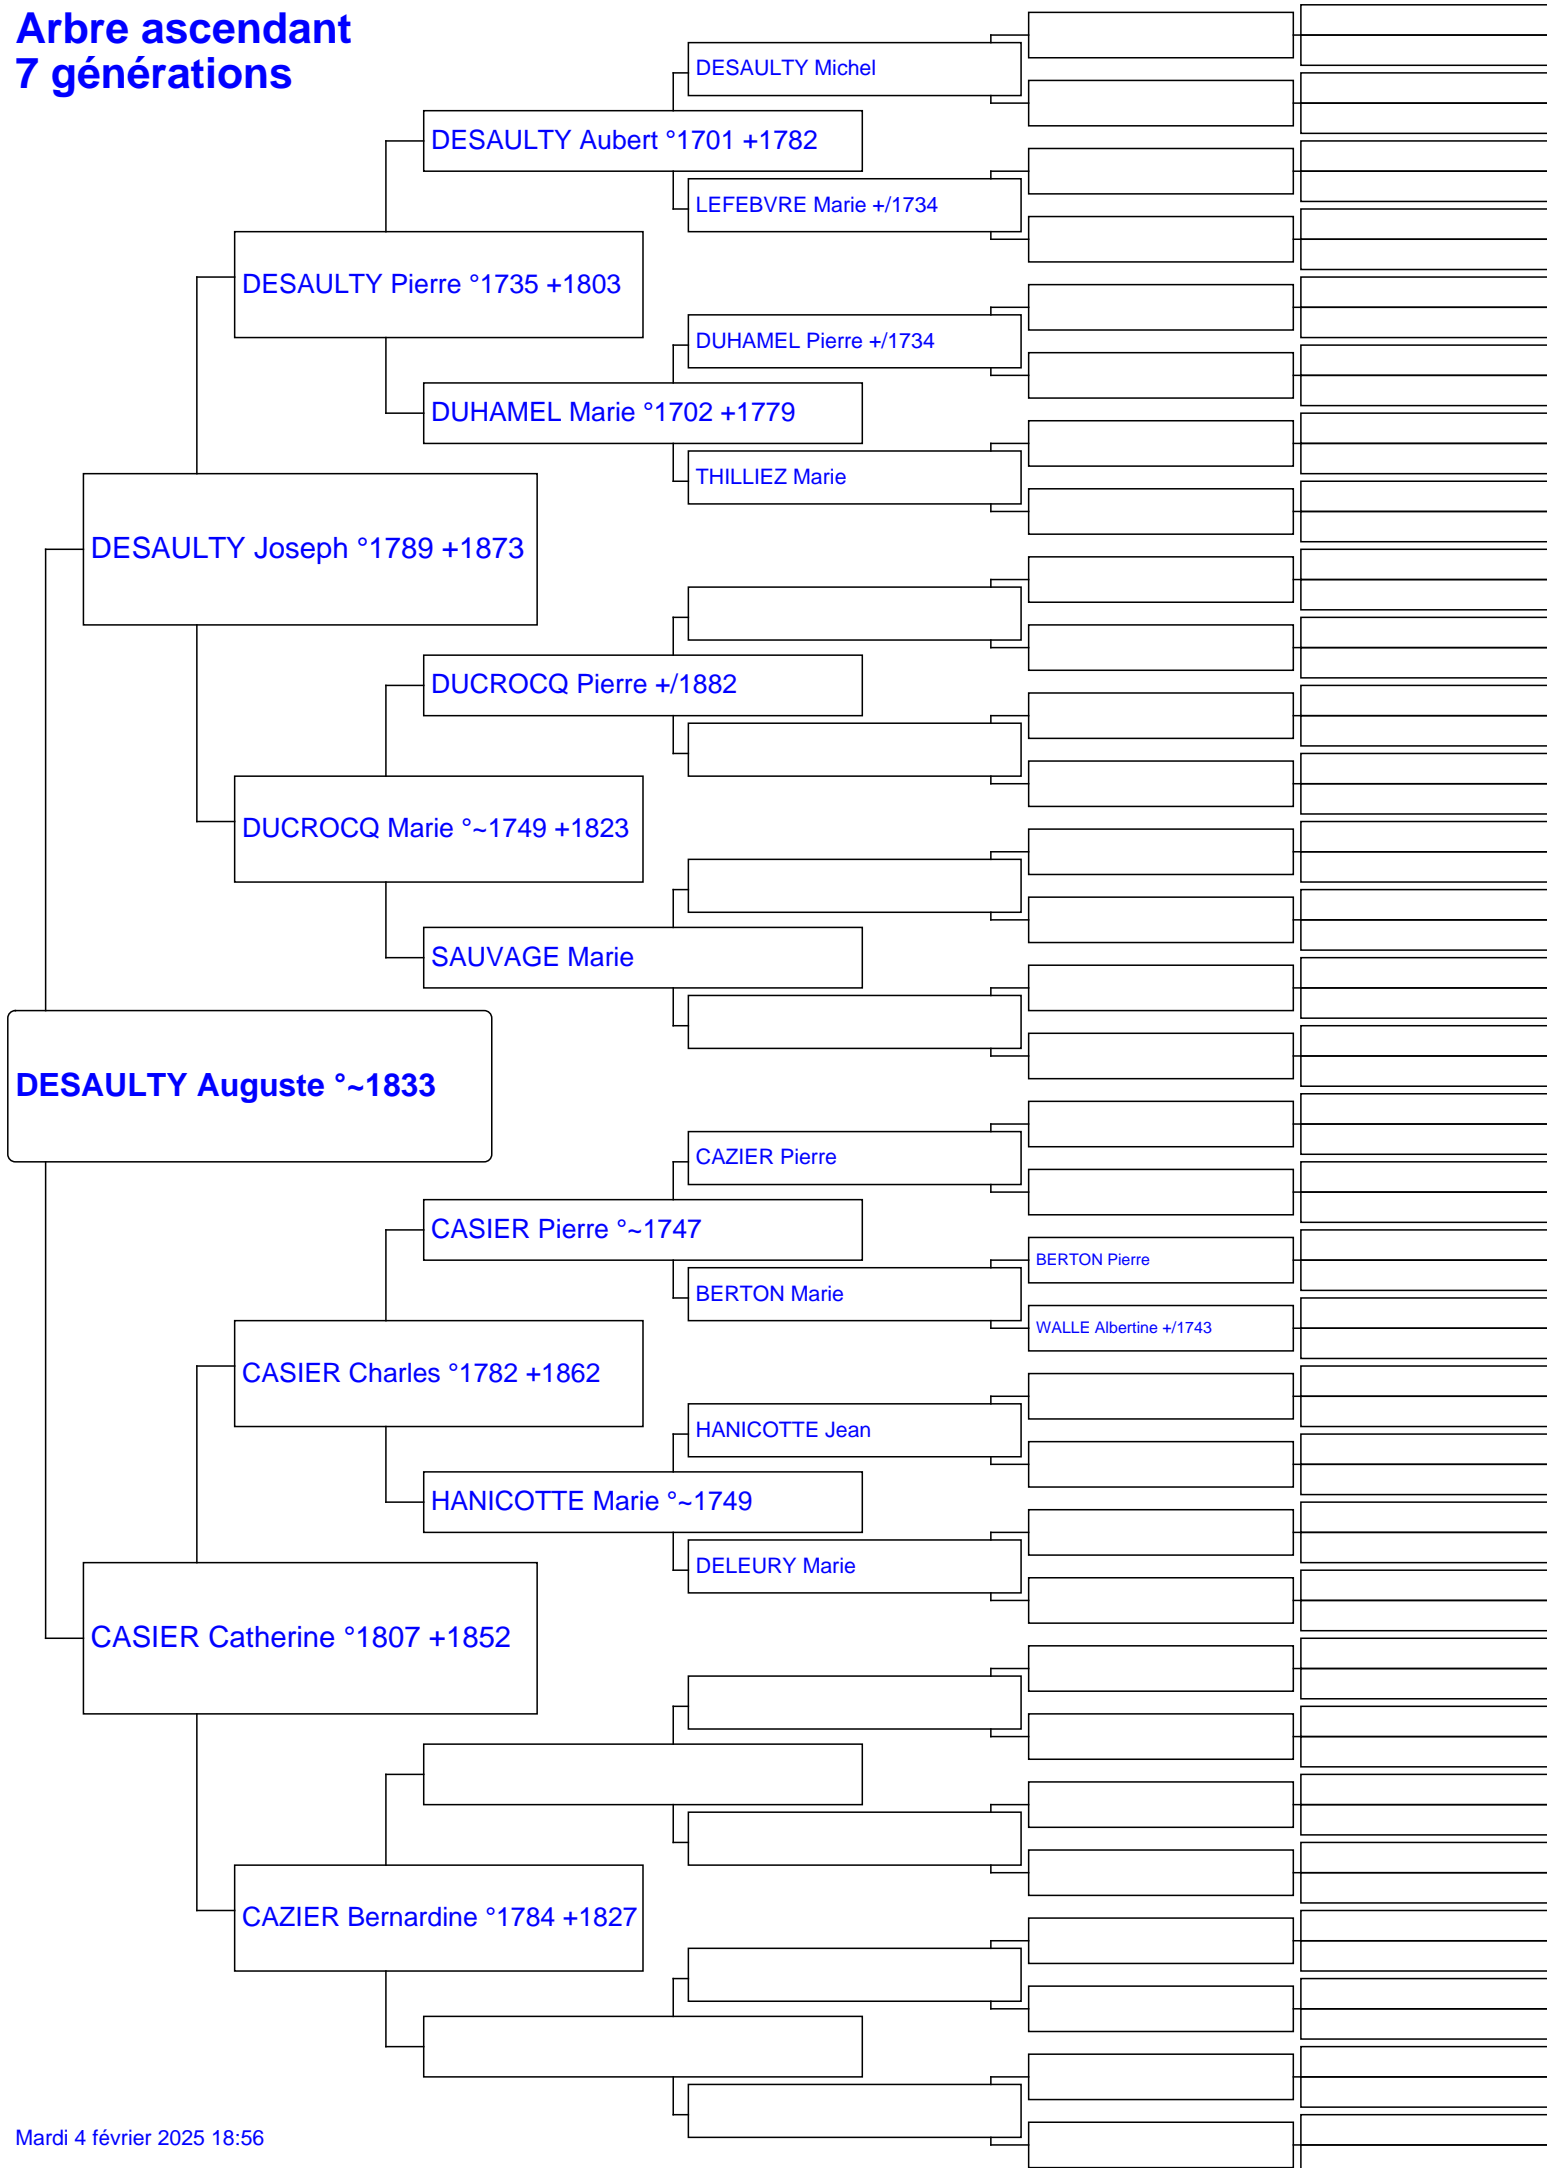 Arbre ascendant
7 générations
DESAULTY Michel
DESAULTY Aubert °1701 +1782
LEFEBVRE Marie +/1734
DESAULTY Pierre °1735 +1803
DUHAMEL Pierre +/1734
DUHAMEL Marie °1702 +1779
THILLIEZ Marie
DESAULTY Joseph °1789 +1873
DUCROCQ Pierre +/1882
DUCROCQ Marie °~1749 +1823
SAUVAGE Marie
DESAULTY Auguste °~1833
CAZIER Pierre
CASIER Pierre °~1747
BERTON Pierre
BERTON Marie
WALLE Albertine +/1743
CASIER Charles °1782 +1862
HANICOTTE Jean
HANICOTTE Marie °~1749
DELEURY Marie
CASIER Catherine °1807 +1852
CAZIER Bernardine °1784 +1827
Mardi 4 février 2025 18:56